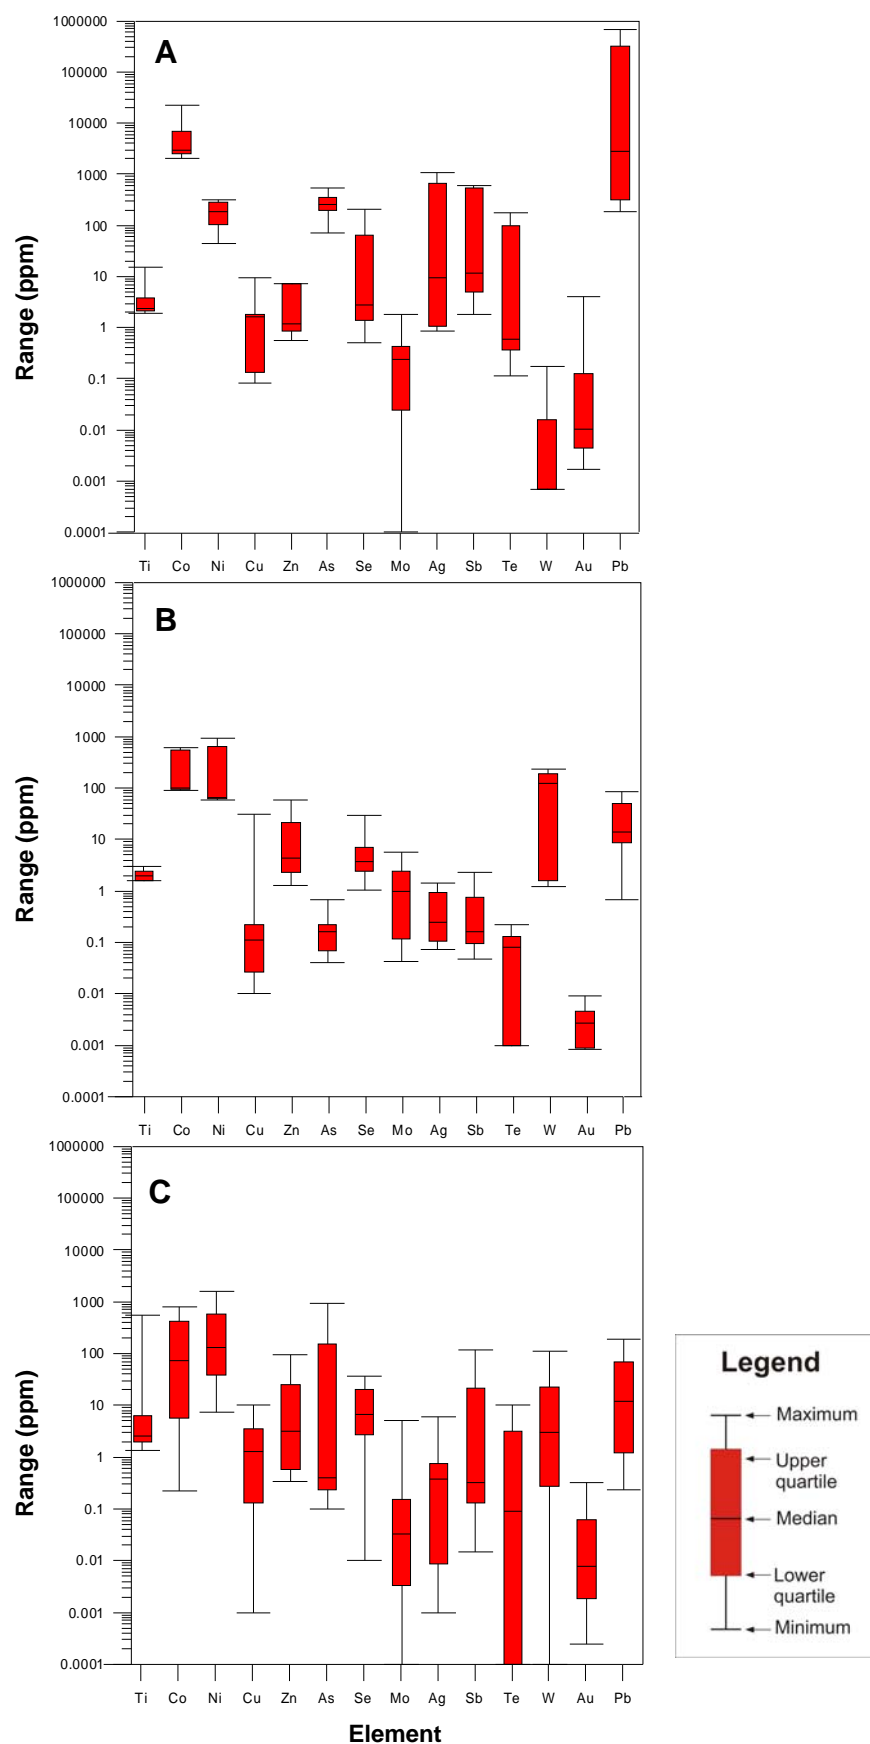 A
1000000
100000
10000
1000
100
10
1
0.1
0.01
0.001
0.0001
Range (ppm)
Ti Co Ni Cu Zn As Se Mo Ag Sb Te W Au Pb
B
1000000
100000
10000
1000
100
10
1
0.1
0.01
0.001
0.0001
Range (ppm)
Ti Co Ni Cu Zn As Se Mo Ag Sb Te W Au Pb
C
1000000
100000
10000
1000
100
10
1
0.1
0.01
0.001
0.0001
Range (ppm)
Ti Co Ni Cu Zn As Se Mo Ag Sb Te W Au Pb
Element
Legend
Maximum
Upper
quartile
Median
Lower
quartile
Minimum